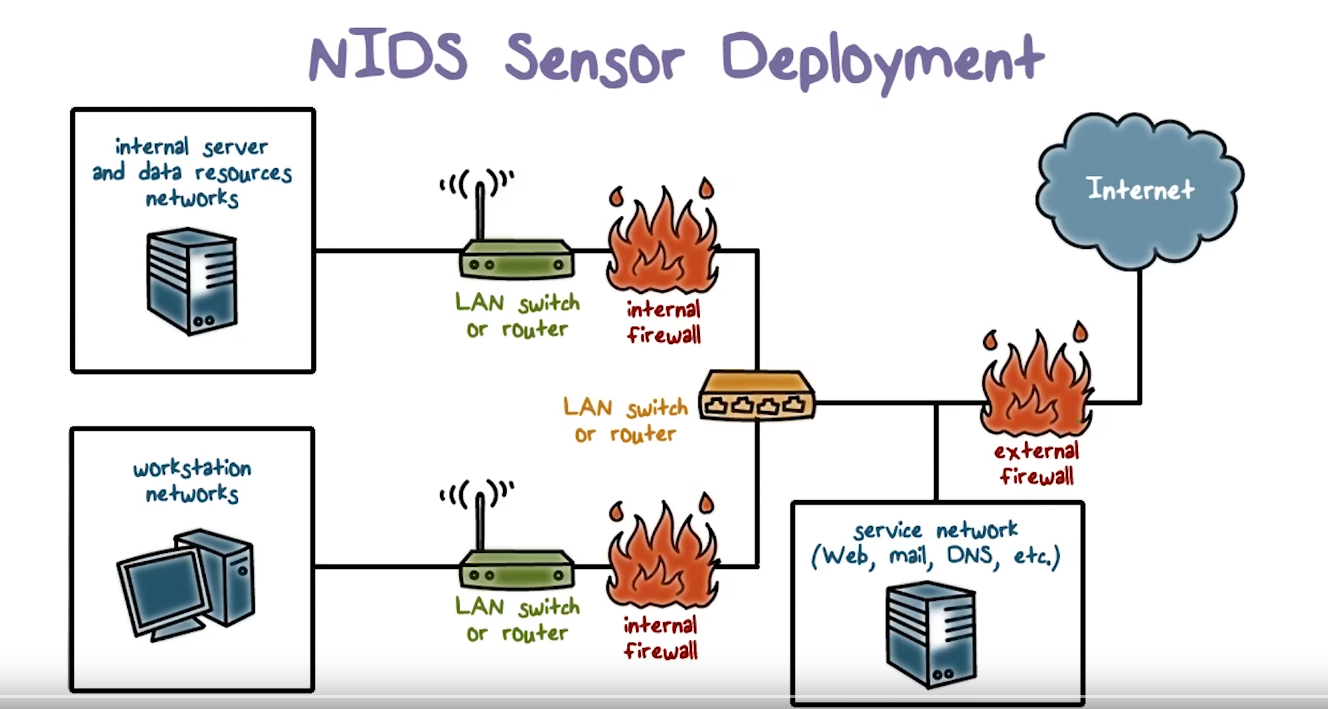 NIDS Sensor Deployment
internal server
and data resources
networks
Internet
LAN switch
or router
internal
firewall
LAN switch
or router
external
firewall
workstation
networks
service network
(Web, mail, DNS, etc.)
LAN switch
or router
internal
firewall